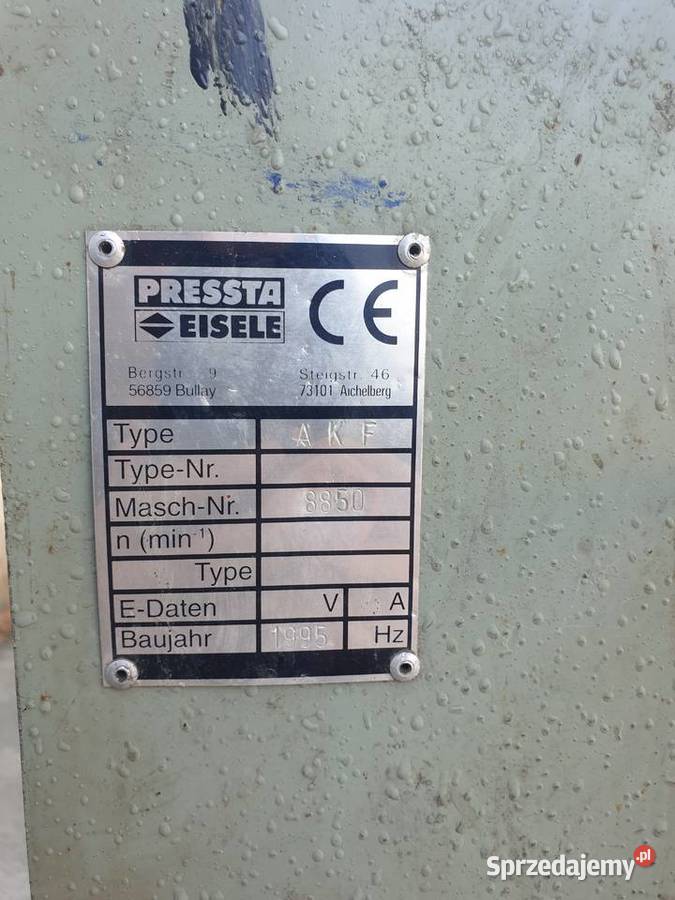 PRESSTA
EISELE
CE
Bergstr. 9
56859 Bullay
Steigstr. 46
73101 Aichelberg
Type AKF
Type-Nr.
Masch-Nr. 8850
n (min⁻¹)
Type
E-Daten V A
Baujahr 1995 Hz
Sprzedajemy.pl